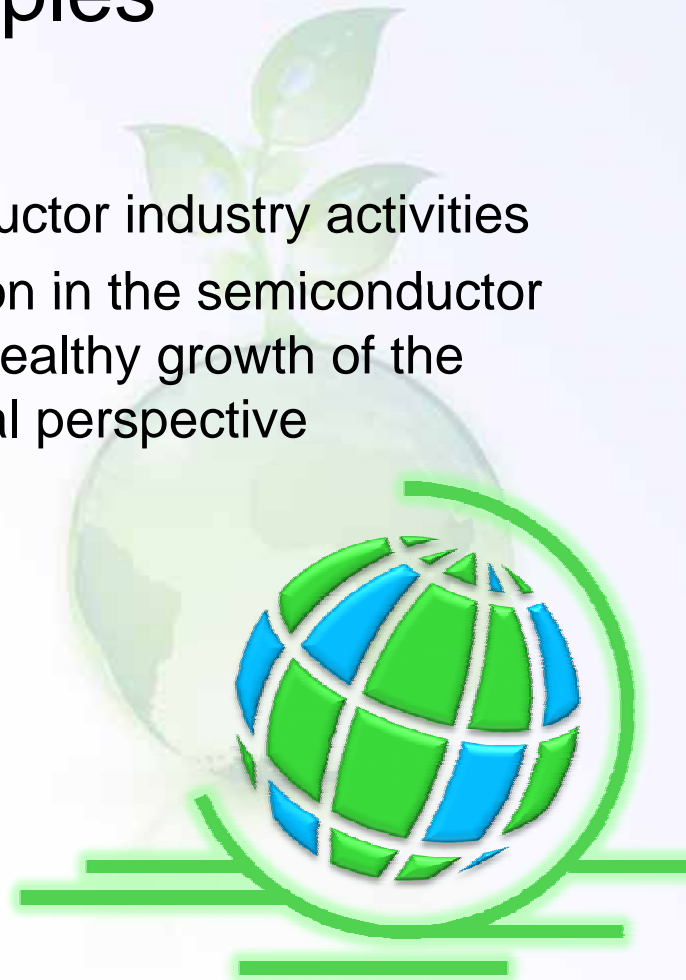 ples
uctor industry activities
on in the semiconductor
ealthy growth of the
al perspective